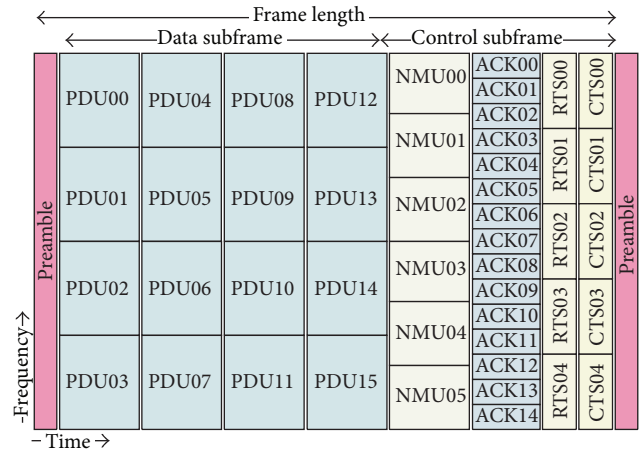 Frame length
Data subframe
Control subframe
Preamble
PDU00
PDU01
PDU02
PDU03
PDU04
PDU05
PDU06
PDU07
PDU08
PDU09
PDU10
PDU11
PDU12
PDU13
PDU14
PDU15
NMU00
NMU01
NMU02
NMU03
NMU04
NMU05
ACK00
ACK01
ACK02
ACK03
ACK04
ACK05
ACK06
ACK07
ACK08
ACK09
ACK10
ACK11
ACK12
ACK13
ACK14
RTS00
RTS01
RTS02
RTS03
RTS04
CTS00
CTS01
CTS02
CTS03
CTS04
Preamble
Frequency
Time